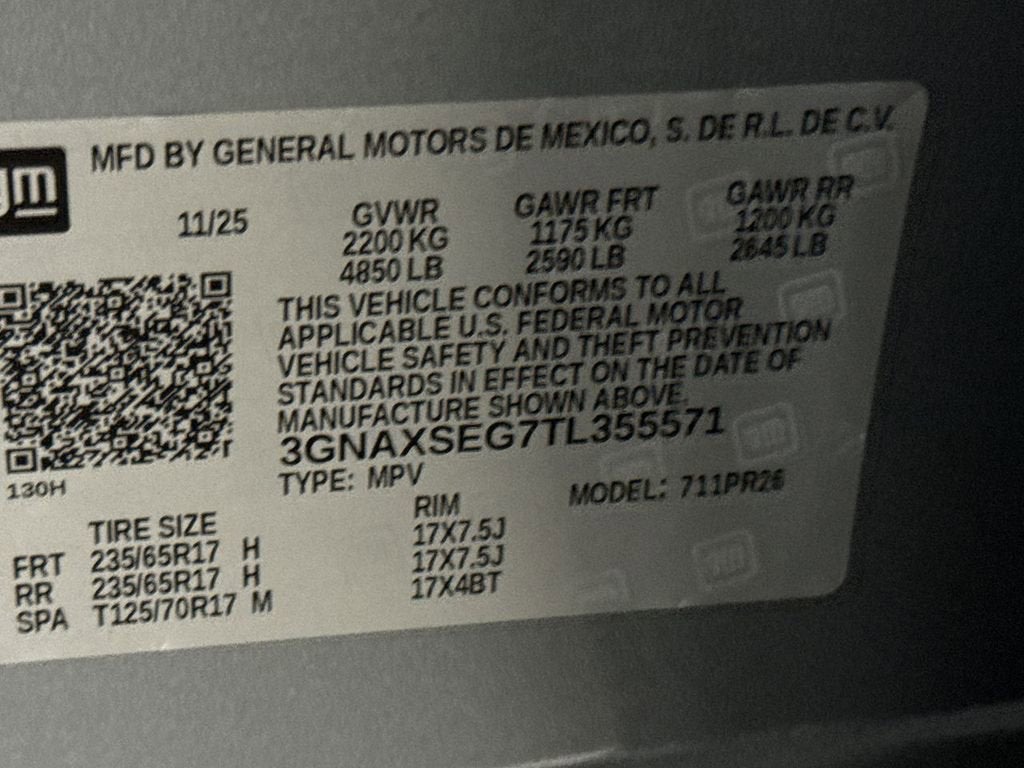 gm
MFD BY GENERAL MOTORS DE MEXICO, S. DE R.L. DE C.V.
11/25 GVWR GAWR FRT GAWR RR
2200 KG 1175 KG 1200 KG
4850 LB 2590 LB 2645 LB
THIS VEHICLE CONFORMS TO ALL
APPLICABLE U.S. FEDERAL MOTOR
VEHICLE SAFETY AND THEFT PREVENTION
STANDARDS IN EFFECT ON THE DATE OF
MANUFACTURE SHOWN ABOVE.
3GNAXSEG7TL355571
130H
TYPE: MPV MODEL: 711PR26
TIRE SIZE RIM
FRT 235/65R17 H 17X7.5J
RR 235/65R17 H 17X7.5J
SPA T125/70R17 M 17X4BT